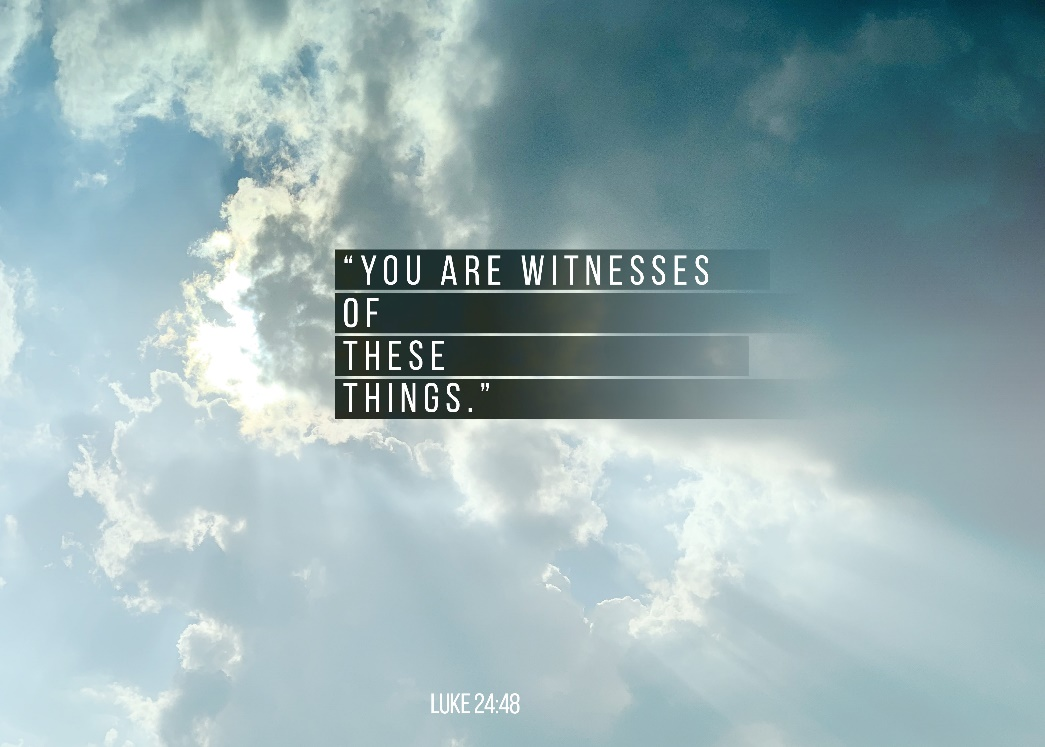 “YOU ARE WITNESSES
OF
THESE
THINGS.”
LUKE 24:48